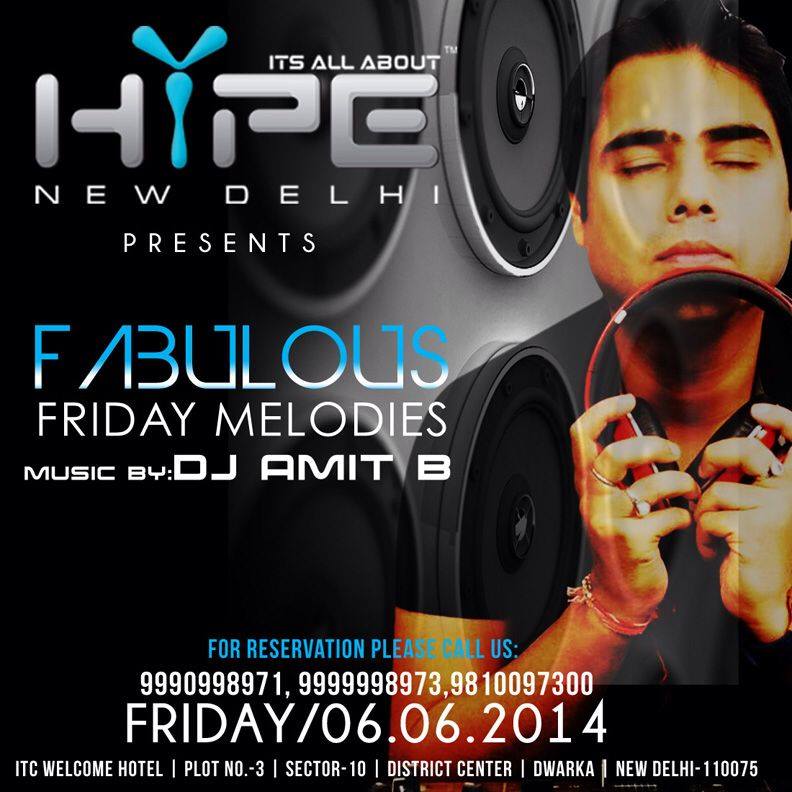 ITS ALL ABOUT TM
HYPE
NEW DELHI
PRESENTS
FABULOUS
FRIDAY MELODIES
MUSIC BY:DJ AMIT B
FOR RESERVATION PLEASE CALL US:
9990998971, 9999998973,9810097300
FRIDAY/06.06.2014
ITC WELCOME HOTEL | PLOT NO.-3 | SECTOR-10 | DISTRICT CENTER | DWARKA | NEW DELHI-110075